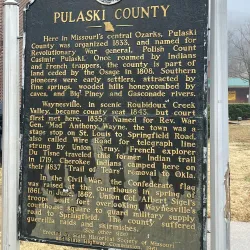 PULASKI COUNTY
Here in Missouri's central Ozarks, Pulaski
County was organized 1833, and named for
Revolutionary War general, Polish Count
Casimir Pulaski. Once roamed by Indians
and French trappers, the county is part of
land ceded by the Osage in 1808. Southern
pioneers were early settlers, attracted by
fine springs, wooded hills honeycombed by
caves, and Big Piney and Gasconade rivers.
Waynesville, in scenic Roubidoux Creek
Valley, became county seat 1843, but court
first met here, 1835. Named for Rev. War
Gen. "Mad" Anthony Wayne, the town was a
stage stop on St. Louis to Springfield Road,
also called Wire Road for telegraph line
strung by Union Army. French explorer
Du Tisne traveled this former Indian trail
in 1719. Cherokee Indians camped here on
their 1837 "Trail of Tears" removal to Okla.
In the Civil War, the Confederate flag
was raised at the courthouse in spring of
1861. In 1862, Union Col. Albert Sigel's
troops built fort overlooking Waynesville's
courthouse square to guard military supply
road to Springfield. The county suffered
guerrilla raids and skirmishes.
State Historical Society of Missouri